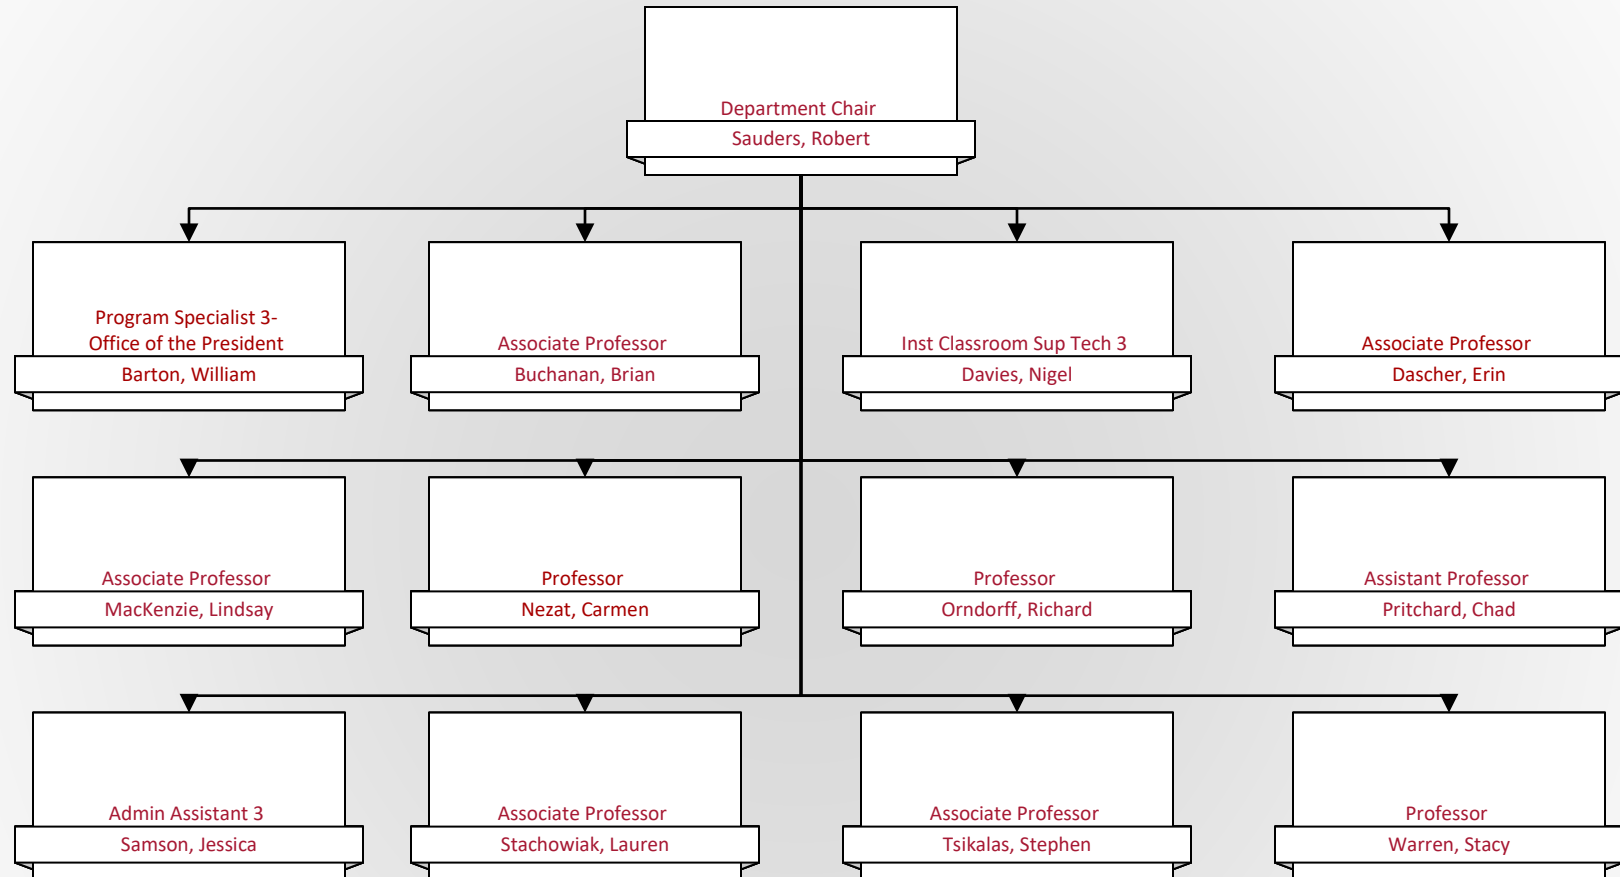 Department Chair
Sauders, Robert
Program Specialist 3-
Office of the President
Barton, William
Associate Professor
Buchanan, Brian
Inst Classroom Sup Tech 3
Davies, Nigel
Associate Professor
Dascher, Erin
Associate Professor
MacKenzie, Lindsay
Professor
Nezat, Carmen
Professor
Orndorff, Richard
Assistant Professor
Pritchard, Chad
Admin Assistant 3
Samson, Jessica
Associate Professor
Stachowiak, Lauren
Associate Professor
Tsikalas, Stephen
Professor
Warren, Stacy